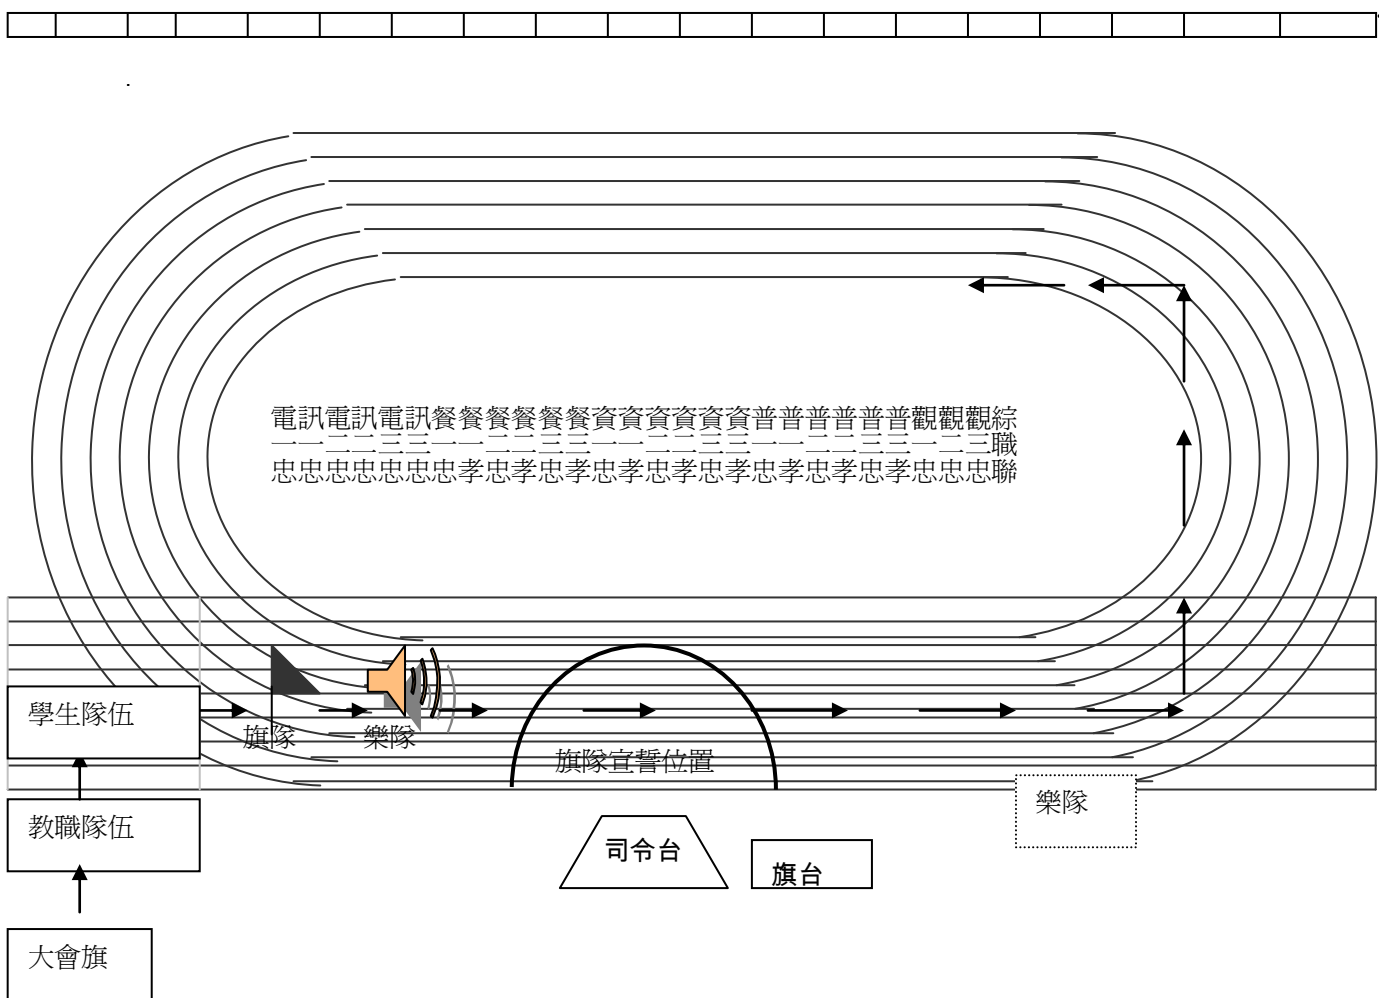 電一忠
訊一忠
電二忠
訊二忠
電三忠
訊三忠
餐一忠
餐一孝
餐二忠
餐二孝
餐三忠
餐三孝
資一忠
資一孝
資二忠
資二孝
資三忠
資三孝
普一忠
普一孝
普二忠
普二孝
普三忠
普三孝
觀一忠
觀二忠
觀三忠
綜職聯
學生隊伍
旗隊
樂隊
旗隊宣誓位置
樂隊
教職隊伍
司令台
旗台
大會旗